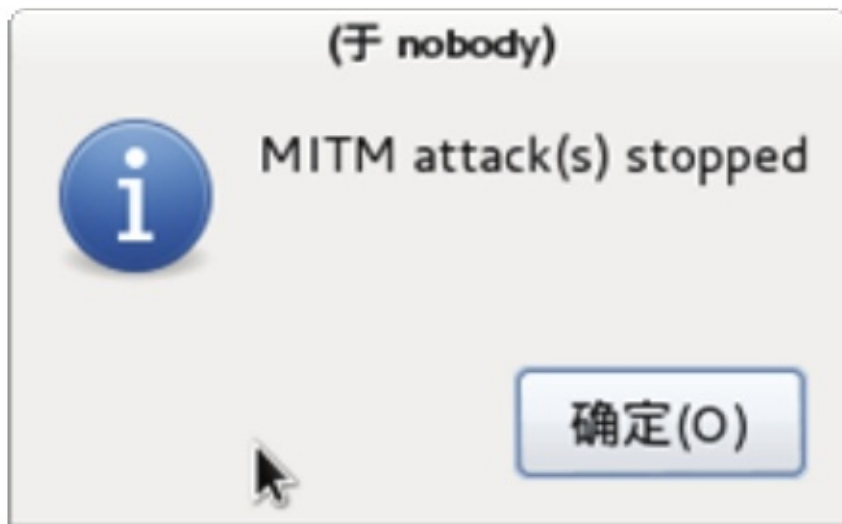 (于 nobody)
MITM attack(s) stopped
确定(O)